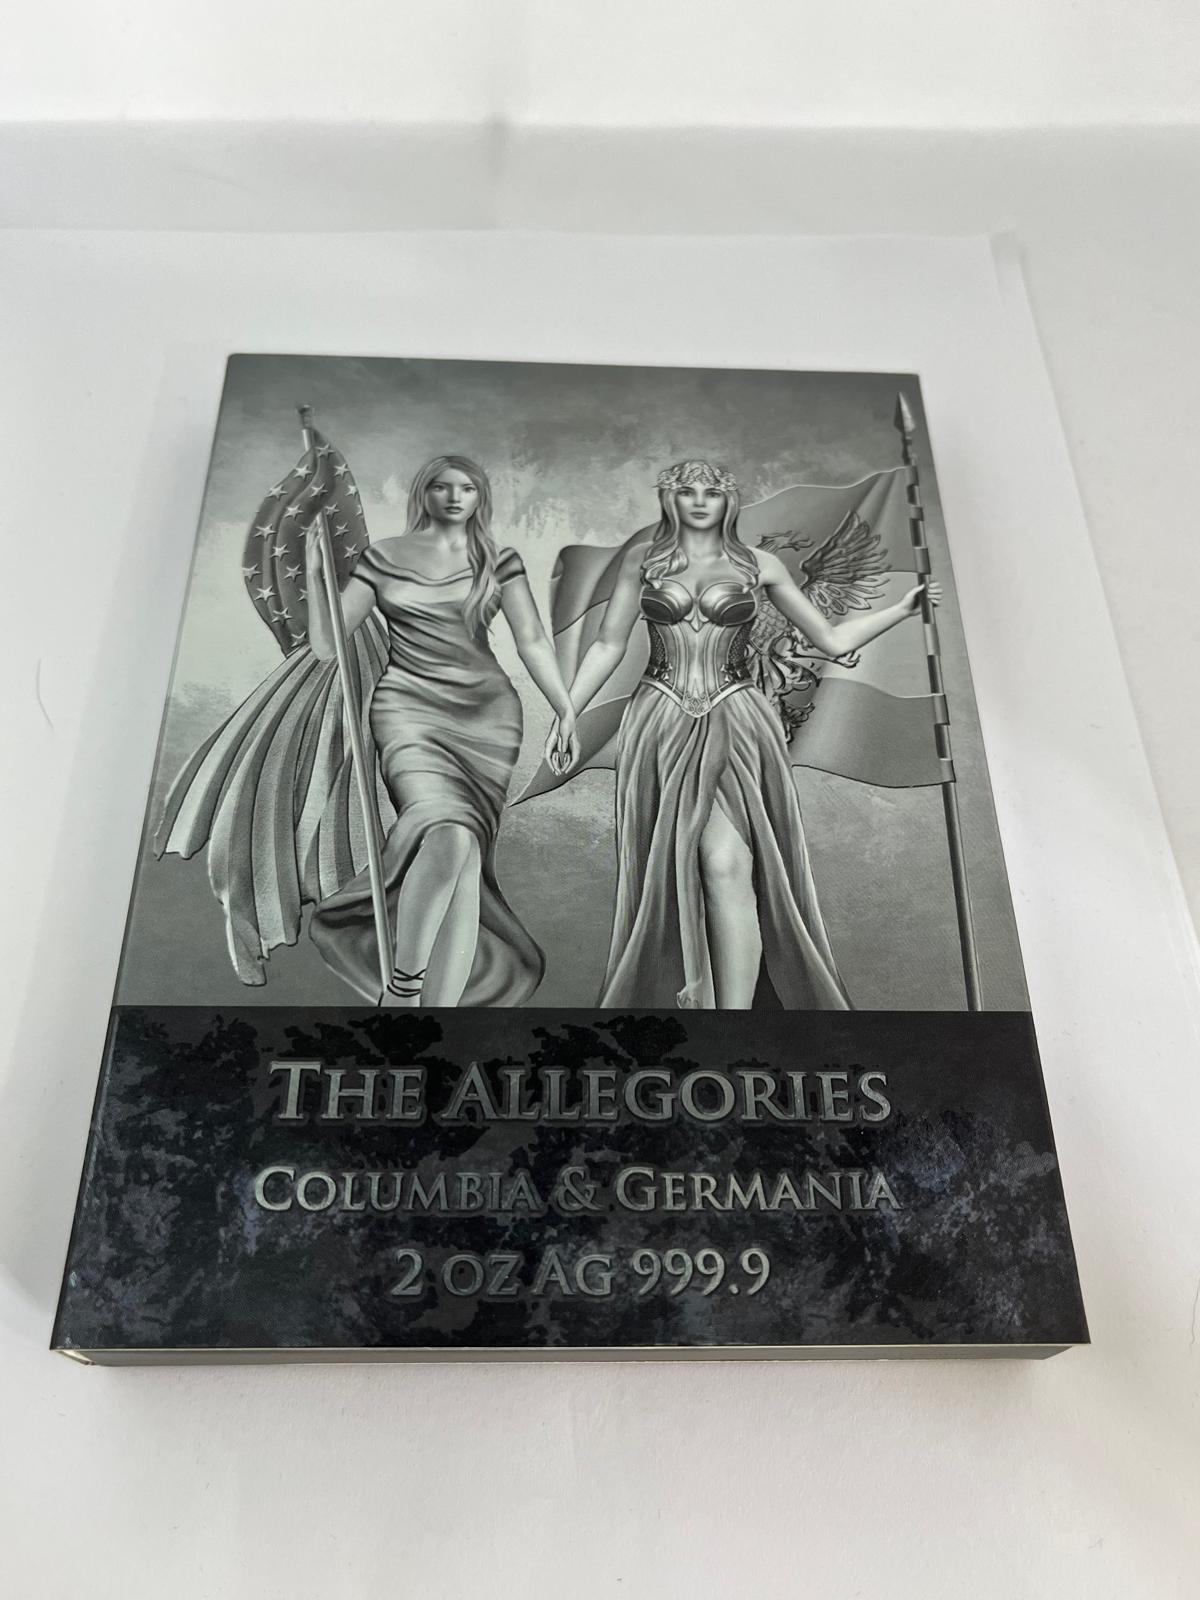 THE ALLEGORIES
COLUMBIA & GERMANIA
2 OZ AG 999.9